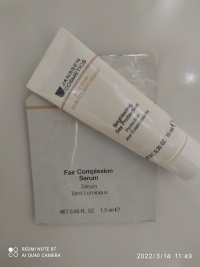 JANSSEN
COSMETICS
Brightening
Day Protection
Fair Complexion
Serum
Sérum
Teint Lumineux
NET 0.05 FL. OZ. 1,5 ml e
REDMI NOTE 8T
AI QUAD CAMERA
2022/3/14 11:49